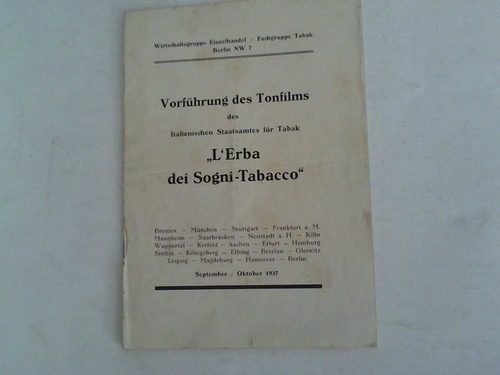 Wirtschaftsgruppe Einzelhandel / Fachgruppe Tabak
Berlin NW 7
Vorführung des Tonfilms
des
Italienischen Staatsamtes für Tabak
„L'Erba
dei Sogni-Tabacco“
Bremen — München — Stuttgart — Frankfurt a. M.
Mannheim — Saarbrücken — Neustadt a. H. — Köln
Wuppertal — Krefeld — Aachen — Erfurt — Hamburg
Stettin — Königsberg — Elbing — Breslau — Gleiwitz
Leipzig — Magdeburg — Hannover — Berlin
September / Oktober 1937